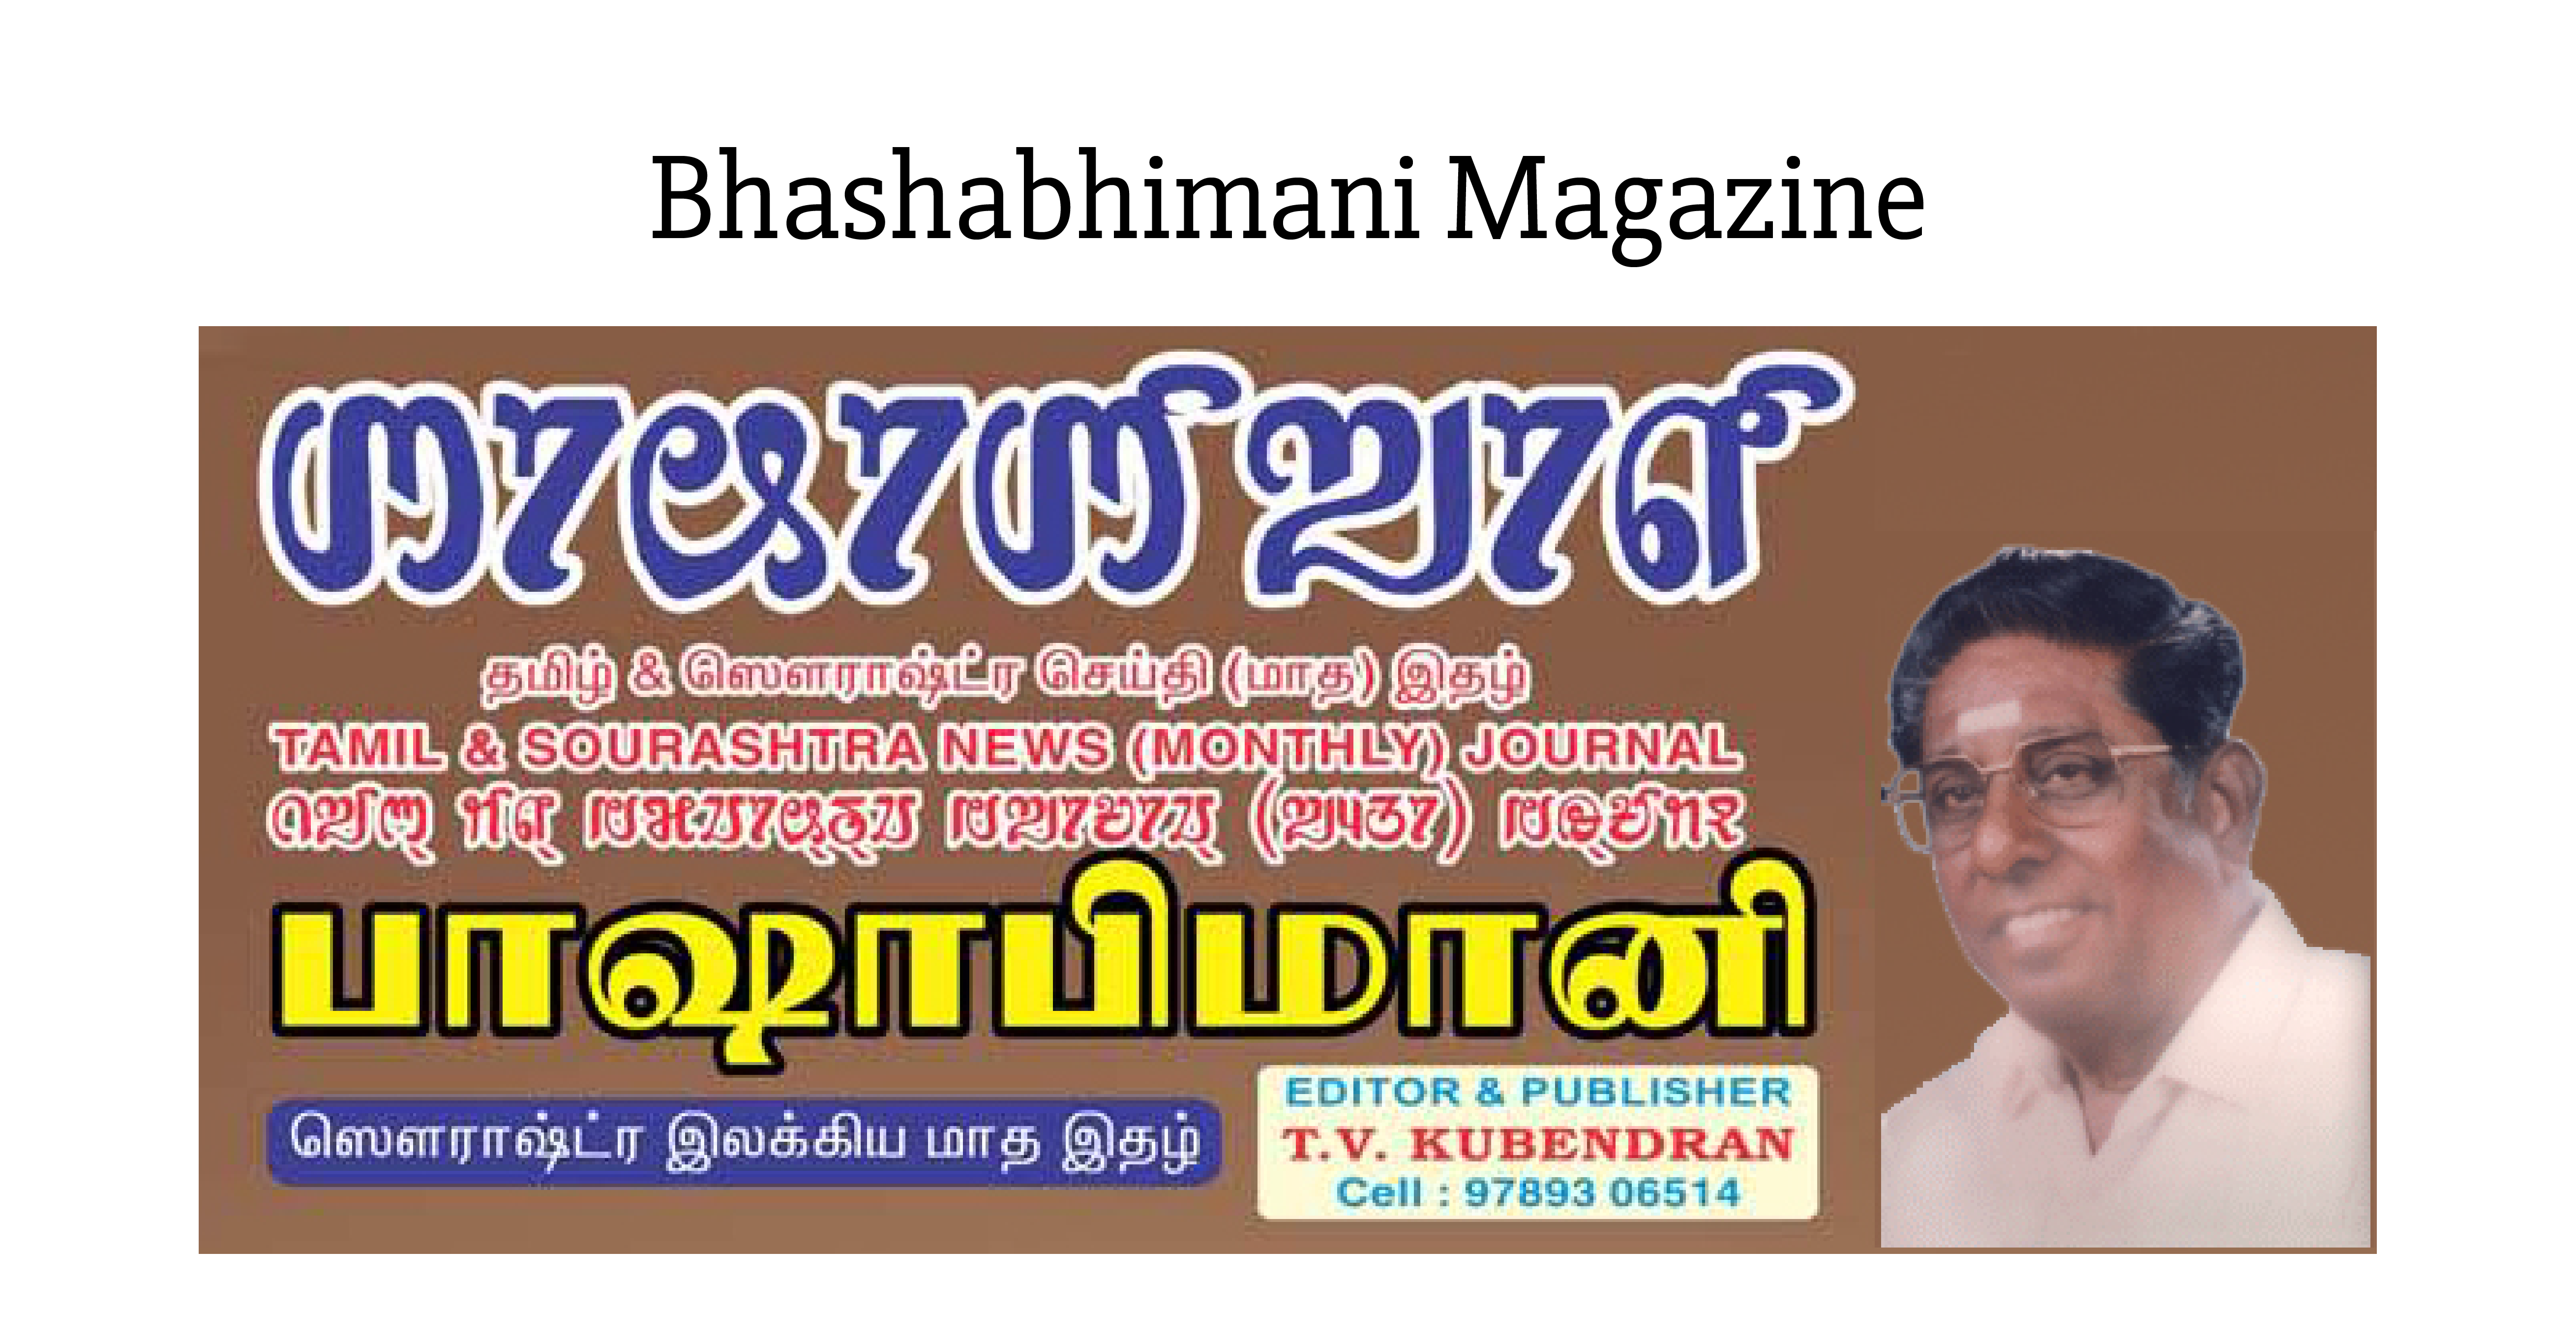 Bhashabhimani Magazine
ꢩꢵꢰꢵꢩꢶꢪꢵꢥꢶ
தமிழ் & ஸௌராஷ்ட்ர செய்தி (மாத) இதழ்
TAMIL & SOURASHTRA NEWS (MONTHLY) JOURNAL
பாஷாபிமானி
ஸௌராஷ்ட்ர இலக்கிய மாத இதழ்
EDITOR & PUBLISHER
T.V. KUBENDRAN
Cell : 97893 06514